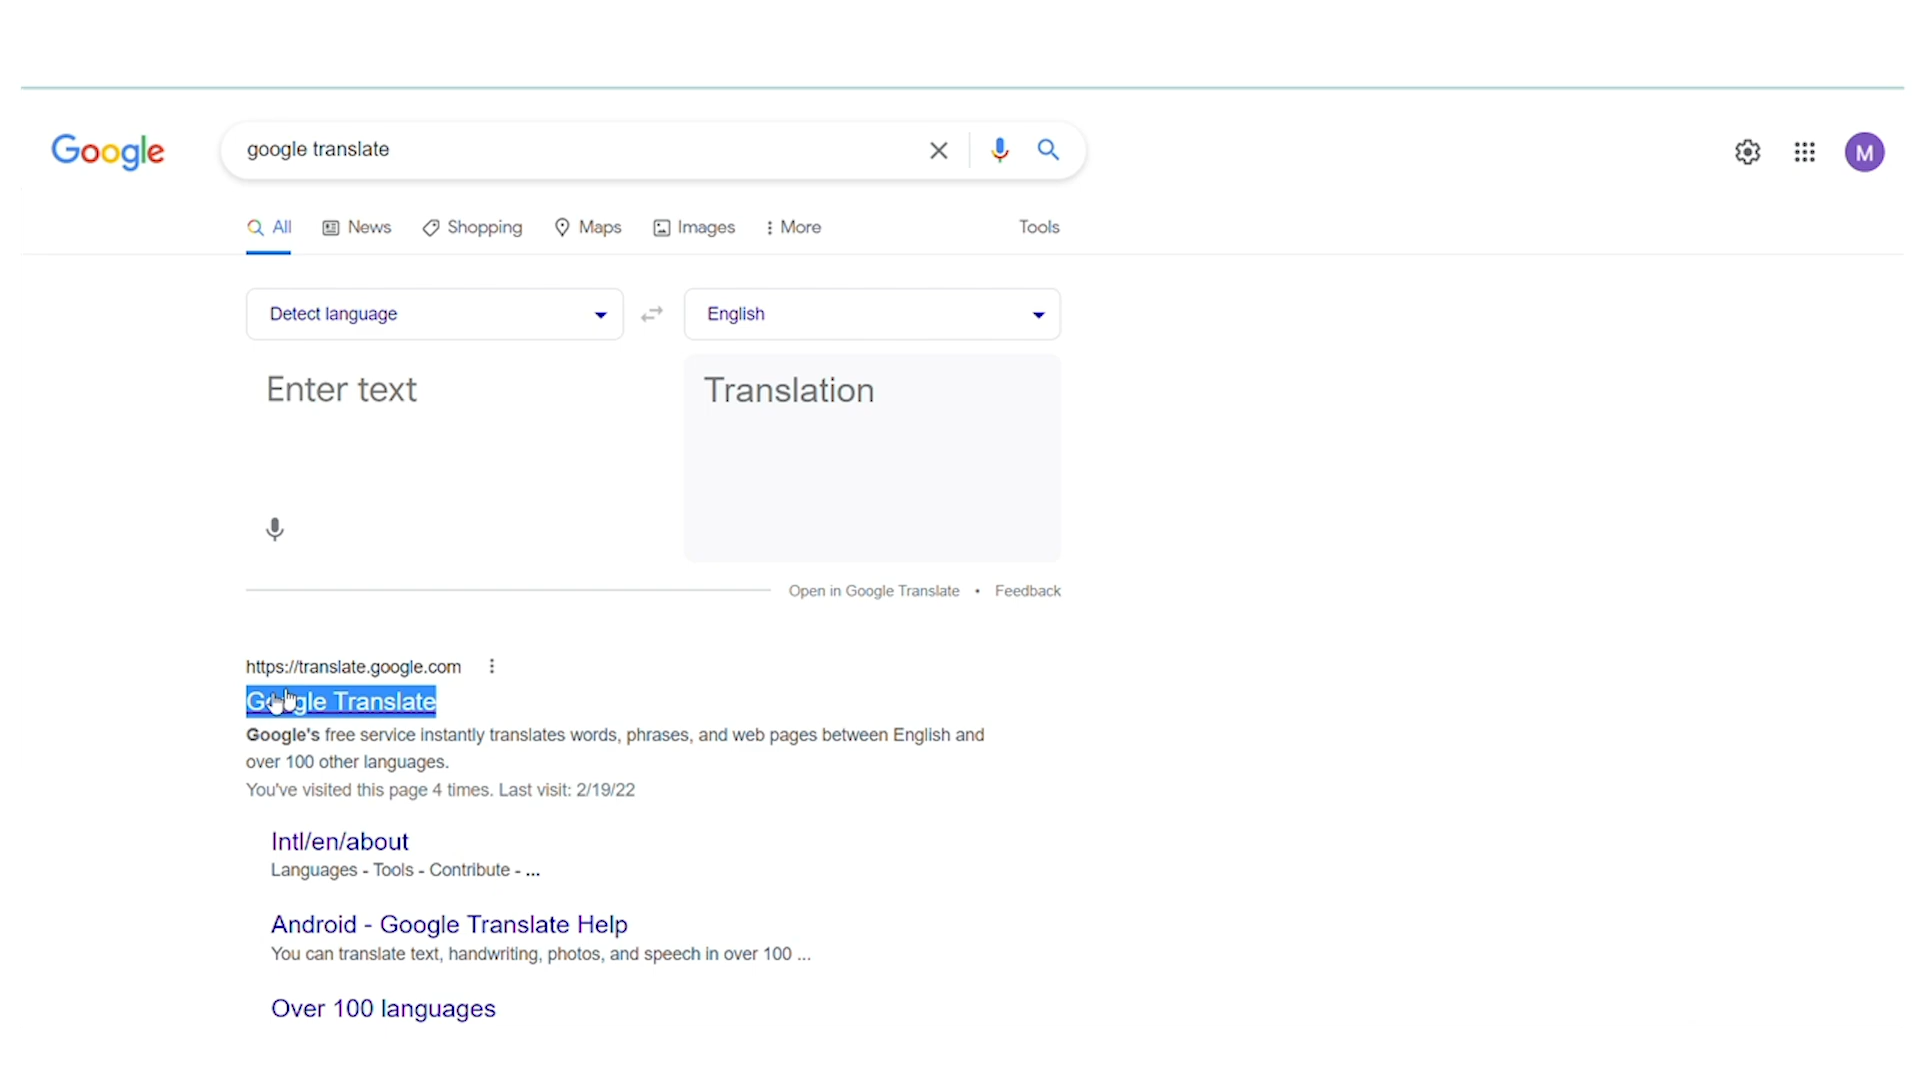 Google
google translate
M
All
News
Shopping
Maps
Images
More
Tools
Detect language
English
Enter text
Translation
Open in Google Translate • Feedback
https://translate.google.com
Google Translate
Google's free service instantly translates words, phrases, and web pages between English and
over 100 other languages.
You've visited this page 4 times. Last visit: 2/19/22
Intl/en/about
Languages - Tools - Contribute - ...
Android - Google Translate Help
You can translate text, handwriting, photos, and speech in over 100 ...
Over 100 languages